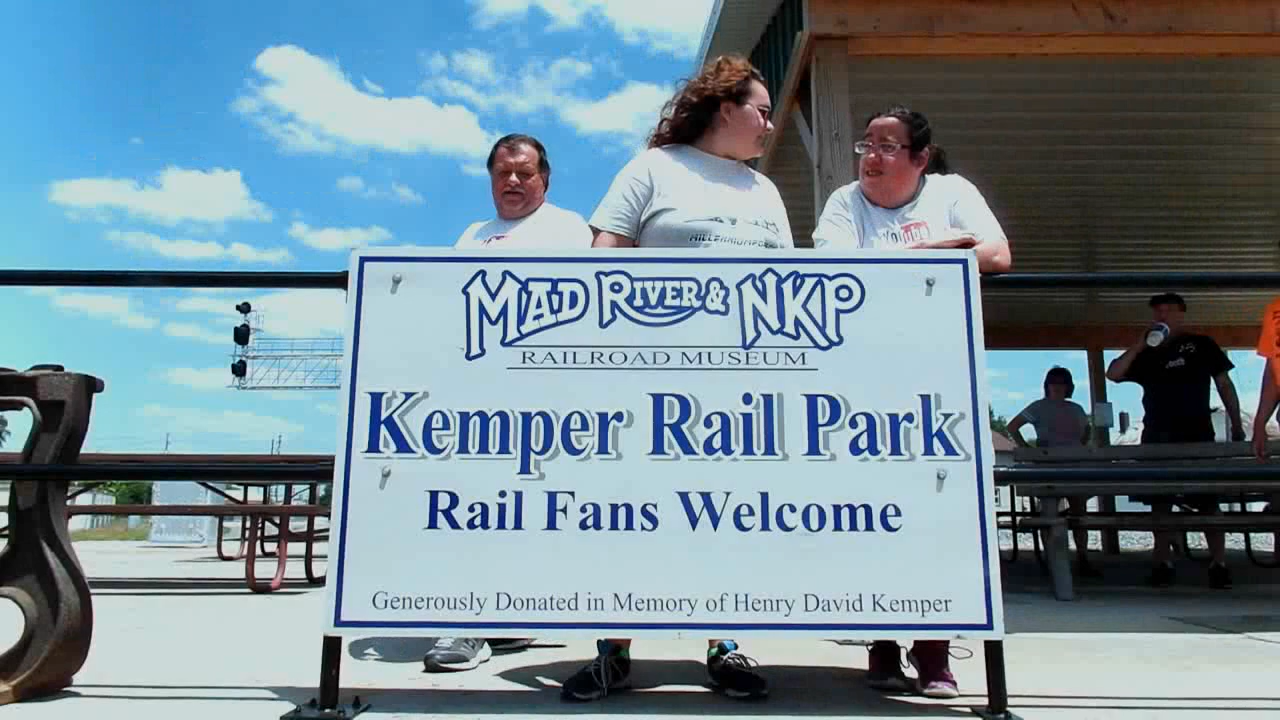 YouTube
MAD RIVER & NKP
RAILROAD MUSEUM
Kemper Rail Park
Rail Fans Welcome
Generously Donated in Memory of Henry David Kemper